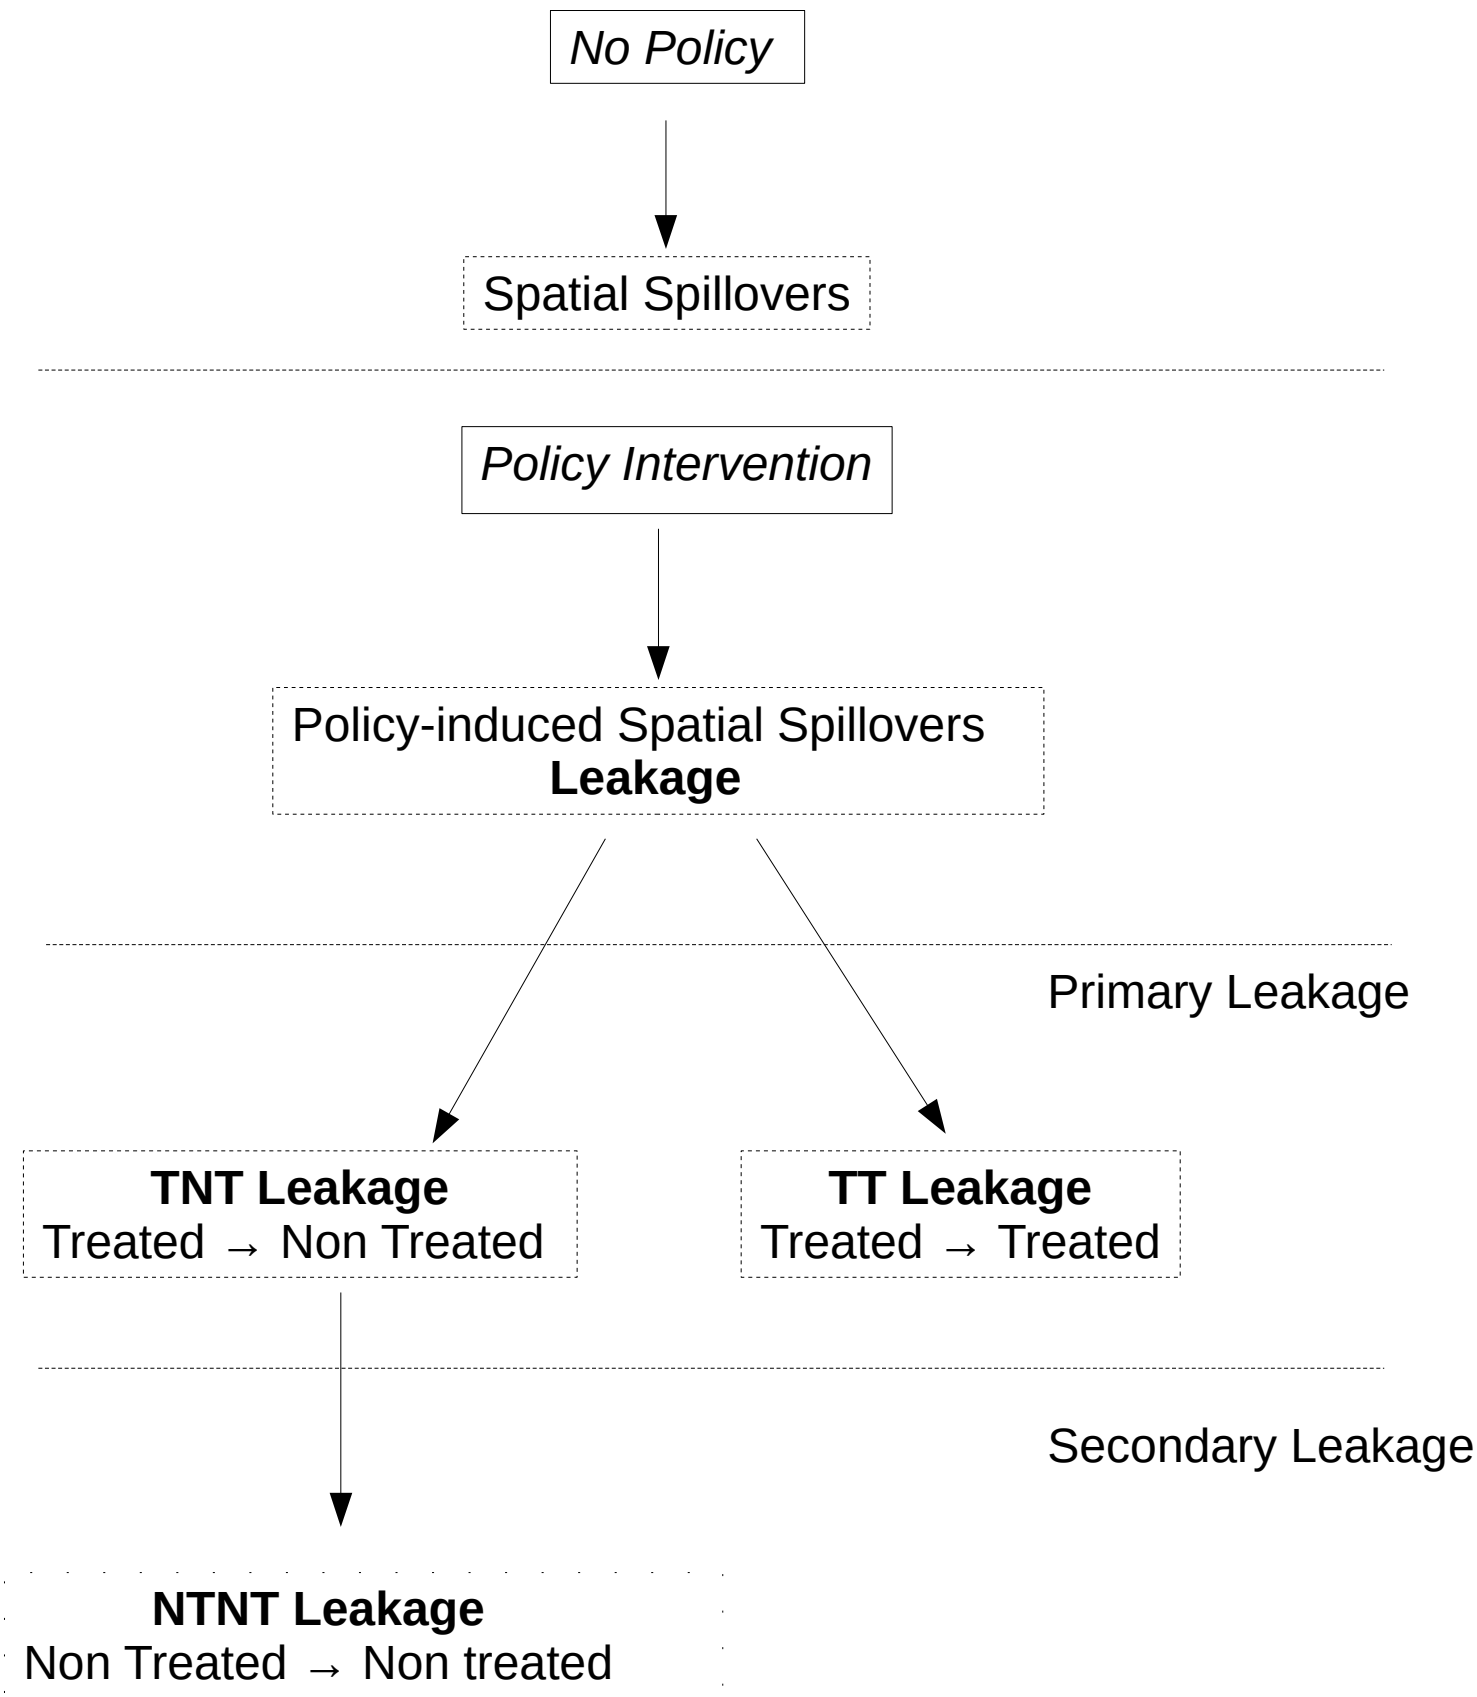 No Policy
Spatial Spillovers
Policy Intervention
Policy-induced Spatial Spillovers
Leakage
Primary Leakage
TNT Leakage
Treated → Non Treated
TT Leakage
Treated → Treated
Secondary Leakage
NTNT Leakage
Non Treated → Non treated